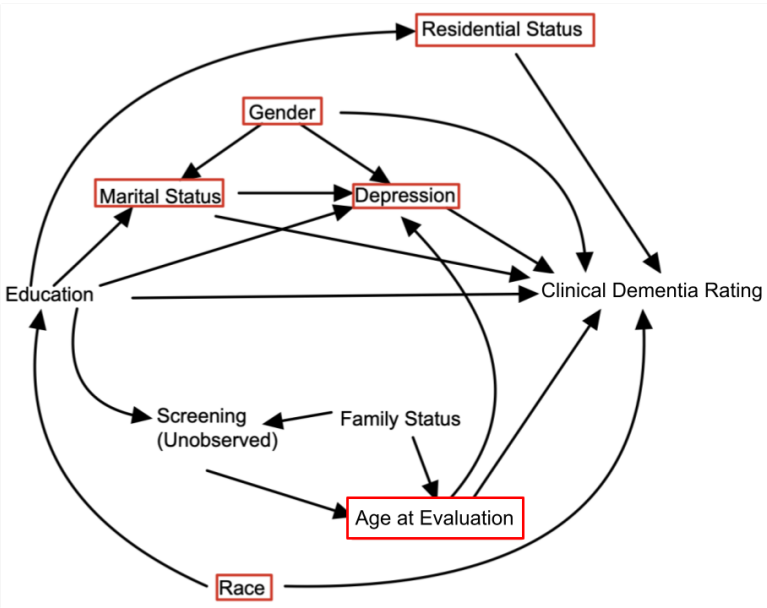 Residential Status
Gender
Marital Status
Depression
Education
Clinical Dementia Rating
Screening
(Unobserved)
Family Status
Age at Evaluation
Race